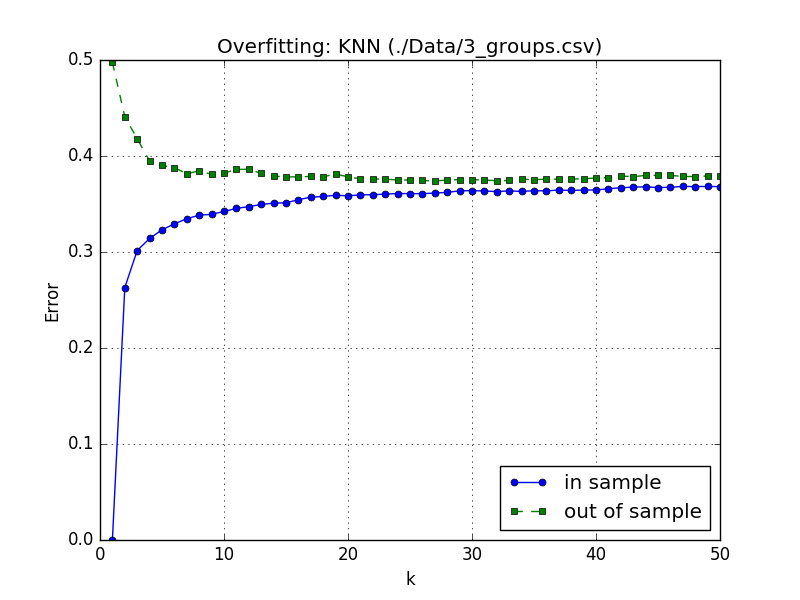 Overfitting: KNN (./Data/3_groups.csv)
0.5
0.4
0.3
0.2
0.1
0.0
Error
0 10 20 30 40 50
k
in sample
out of sample